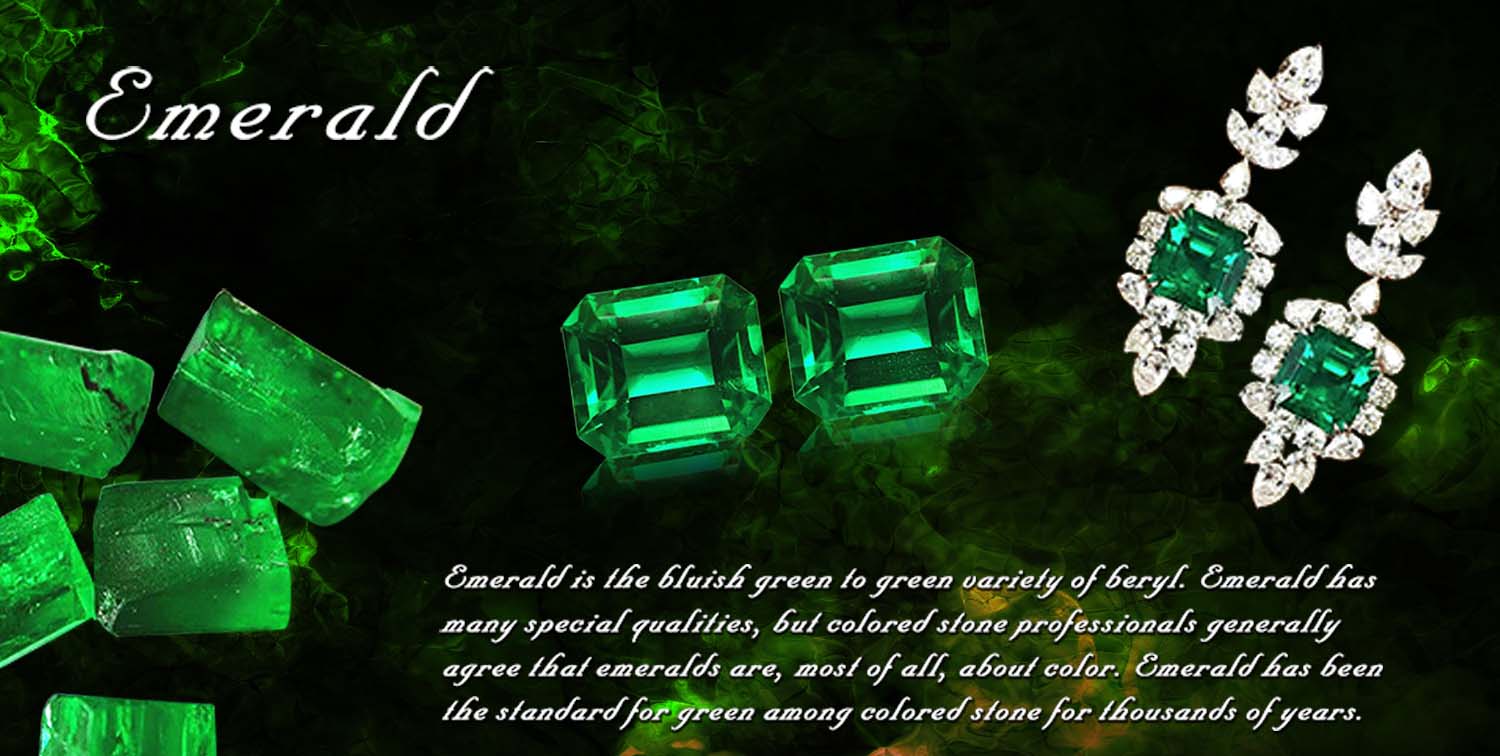 Emerald
Emerald is the bluish green to green variety of beryl. Emerald has
many special qualities, but colored stone professionals generally
agree that emeralds are, most of all, about color. Emerald has been
the standard for green among colored stone for thousands of years.